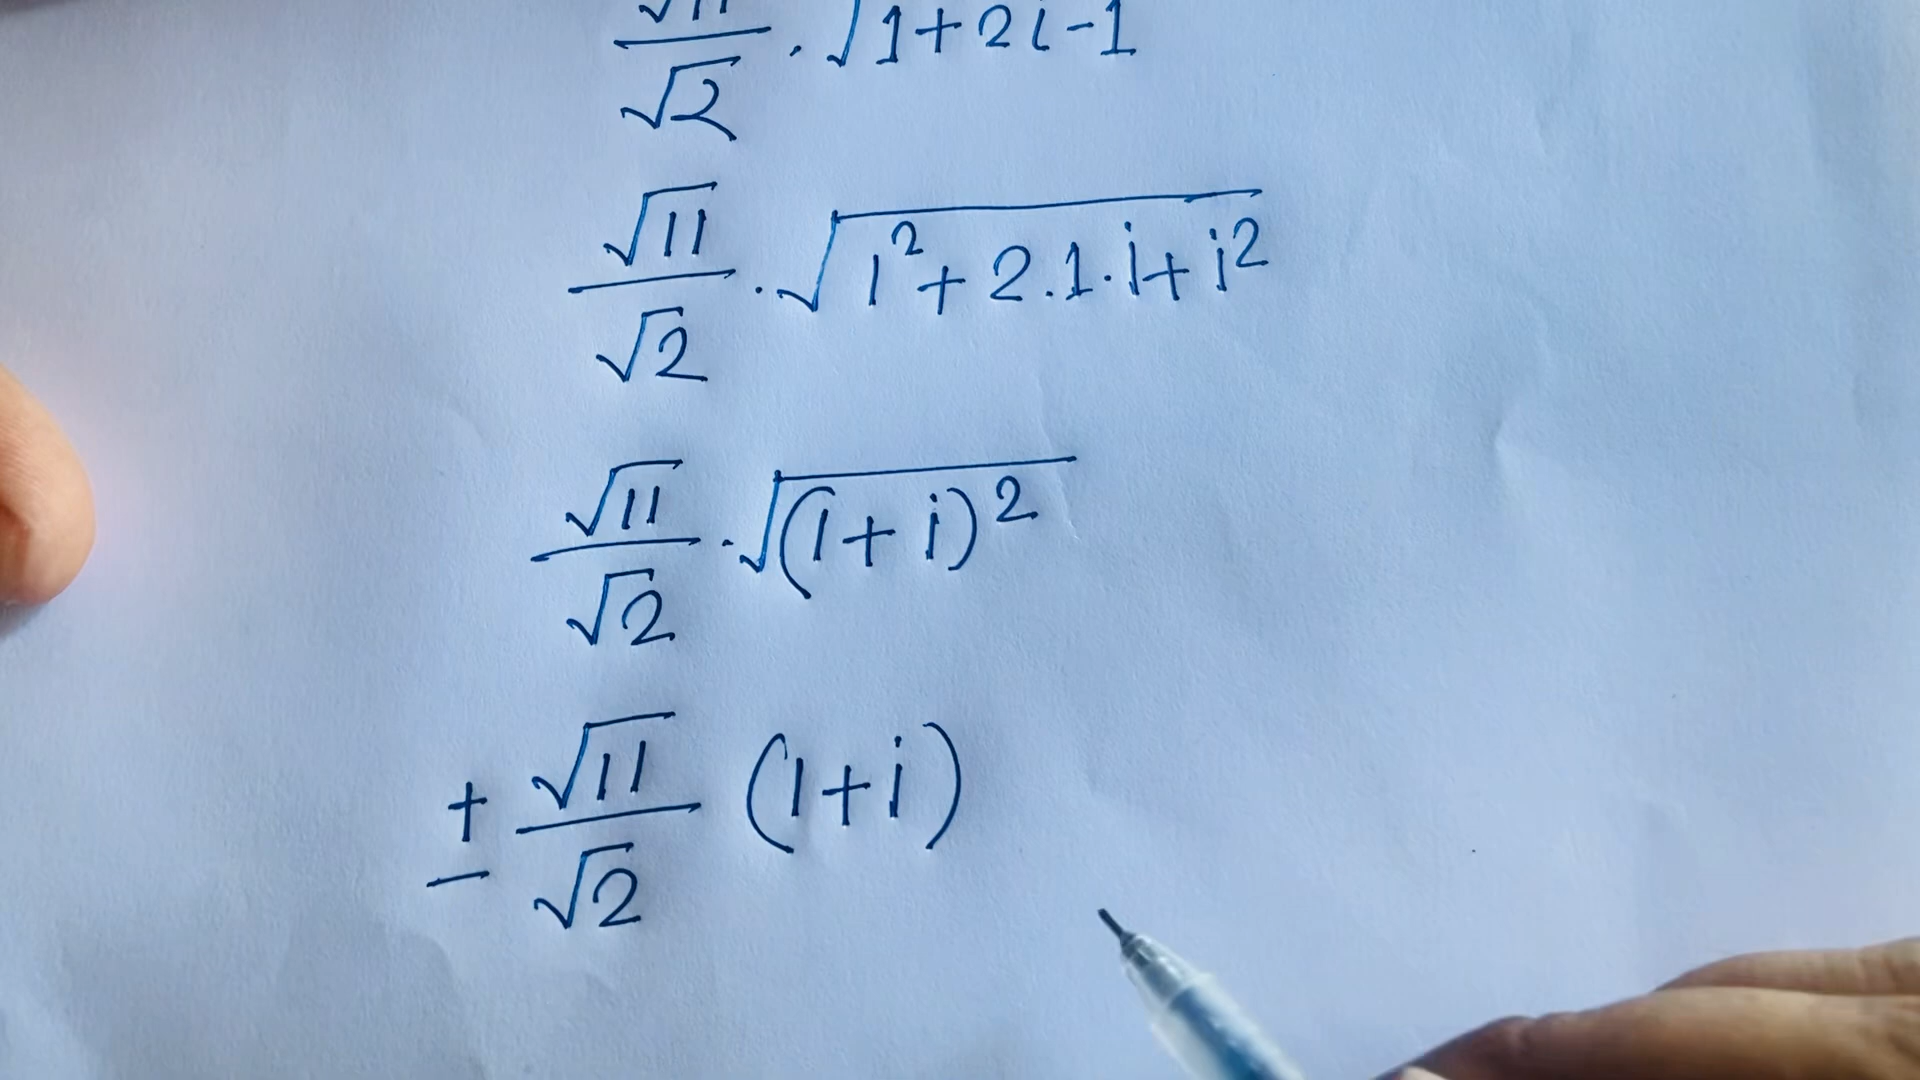 √11/√2 . √1+2i-1
√11/√2 . √1²+2.1.i+i²
√11/√2 . √(1+i)²
± √11/√2 (1+i)